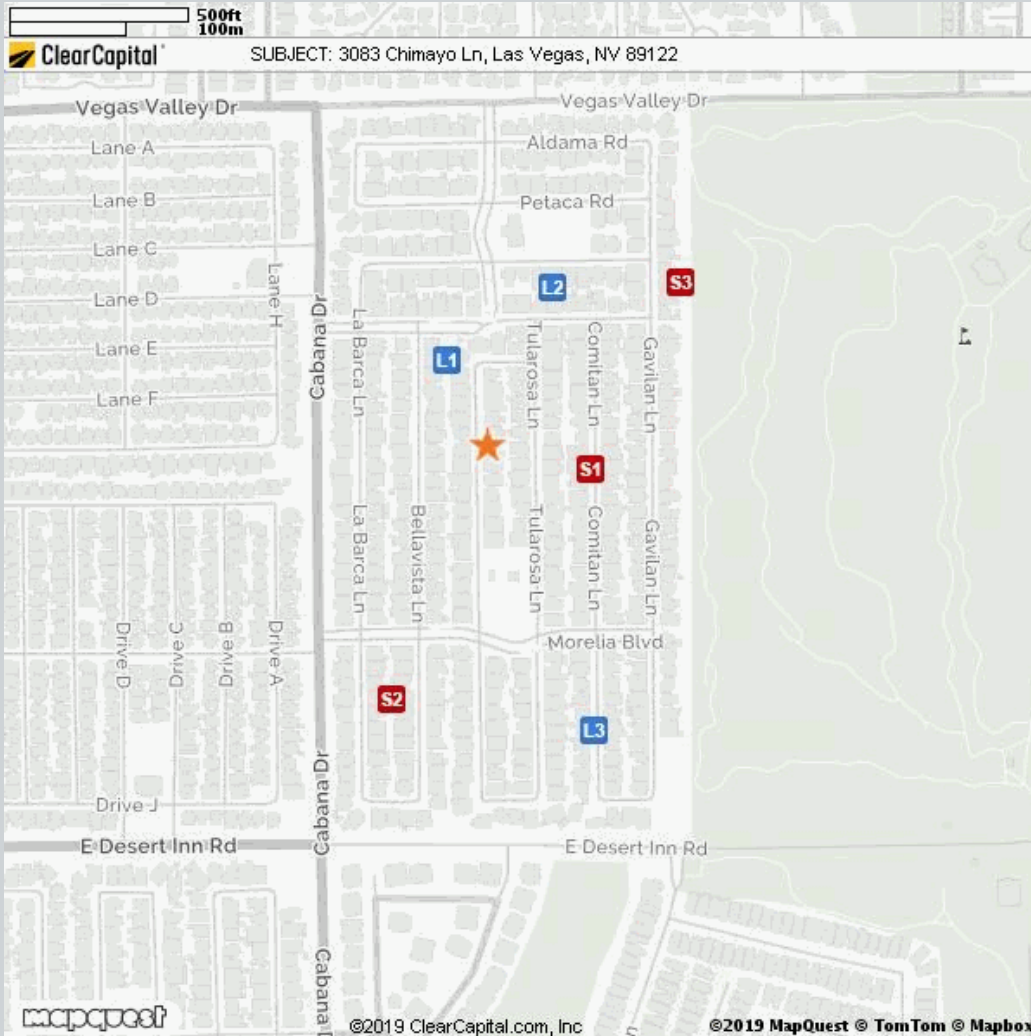 500ft
100m
ClearCapital
SUBJECT: 3083 Chimayo Ln, Las Vegas, NV 89122
Vegas Valley Dr
Vegas Valley Dr
Lane A
Aldama Rd
Lane B
Petaca Rd
Lane C
Lane H
L2
S3
Lane D
Cabana Dr
La Barca Ln
Tularosa Ln
Comitan Ln
Gavilan Ln
Lane E
L1
Lane F
S1
La Barca Ln
Bellavista Ln
Tularosa Ln
Comitan Ln
Gavilan Ln
Drive D
Drive C
Drive B
Drive A
Morelia Blvd
S2
L3
Cabana Dr
Drive J
E Desert Inn Rd
E Desert Inn Rd
Cabana
mapquest
©2019 ClearCapital.com, Inc
©2019 MapQuest © TomTom © Mapbox